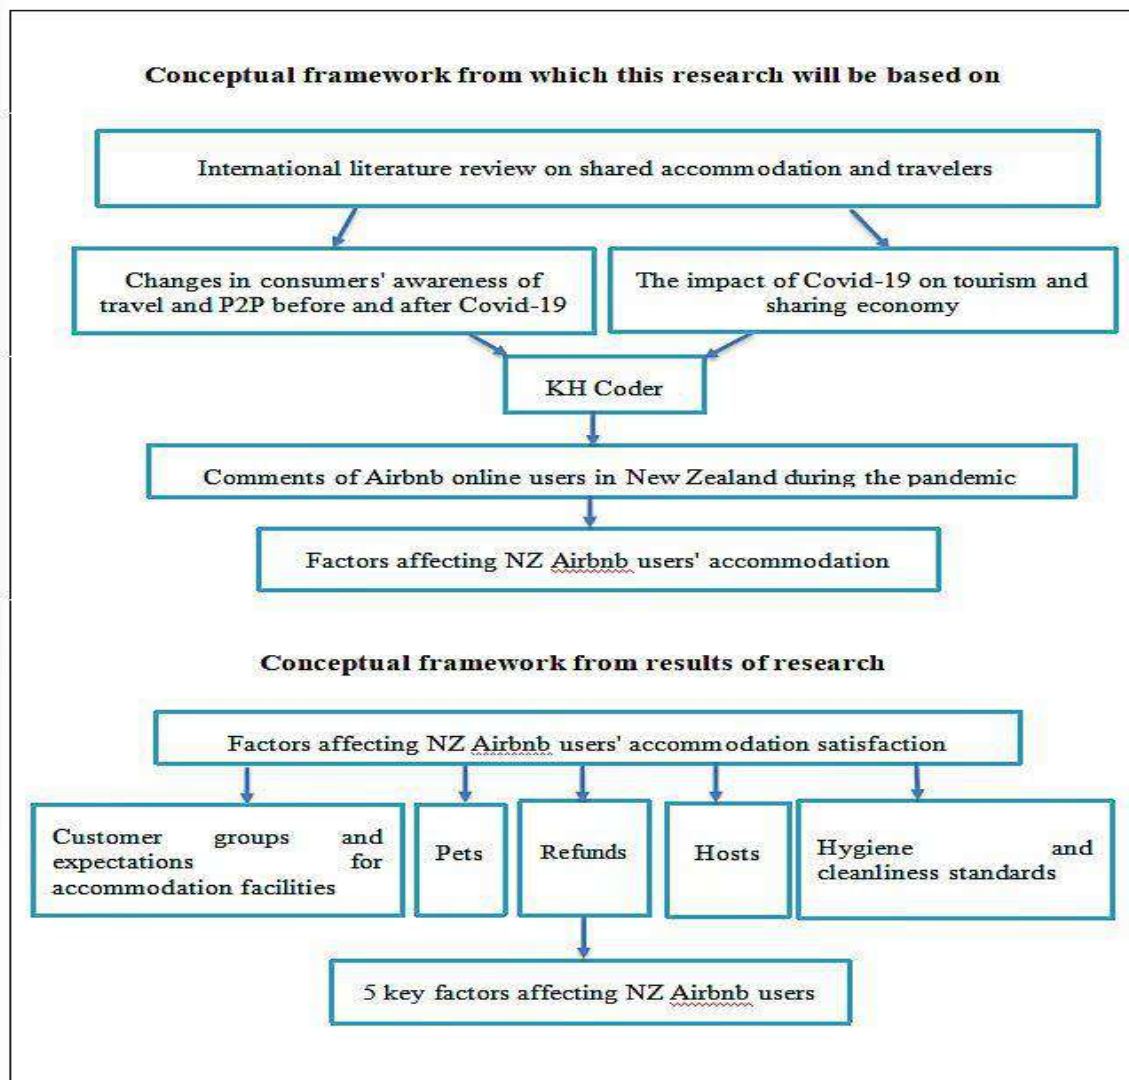 Conceptual framework from which this research will be based on
International literature review on shared accommodation and travelers
Changes in consumers' awareness of
travel and P2P before and after Covid-19
The impact of Covid-19 on tourism and
sharing economy
KH Coder
Comments of Airbnb online users in New Zealand during the pandemic
Factors affecting NZ Airbnb users' accommodation
Conceptual framework from results of research
Factors affecting NZ Airbnb users' accommodation satisfaction
Customer groups and
expectations for
accommodation facilities
Pets
Refunds
Hosts
Hygiene and
cleanliness standards
5 key factors affecting NZ Airbnb users